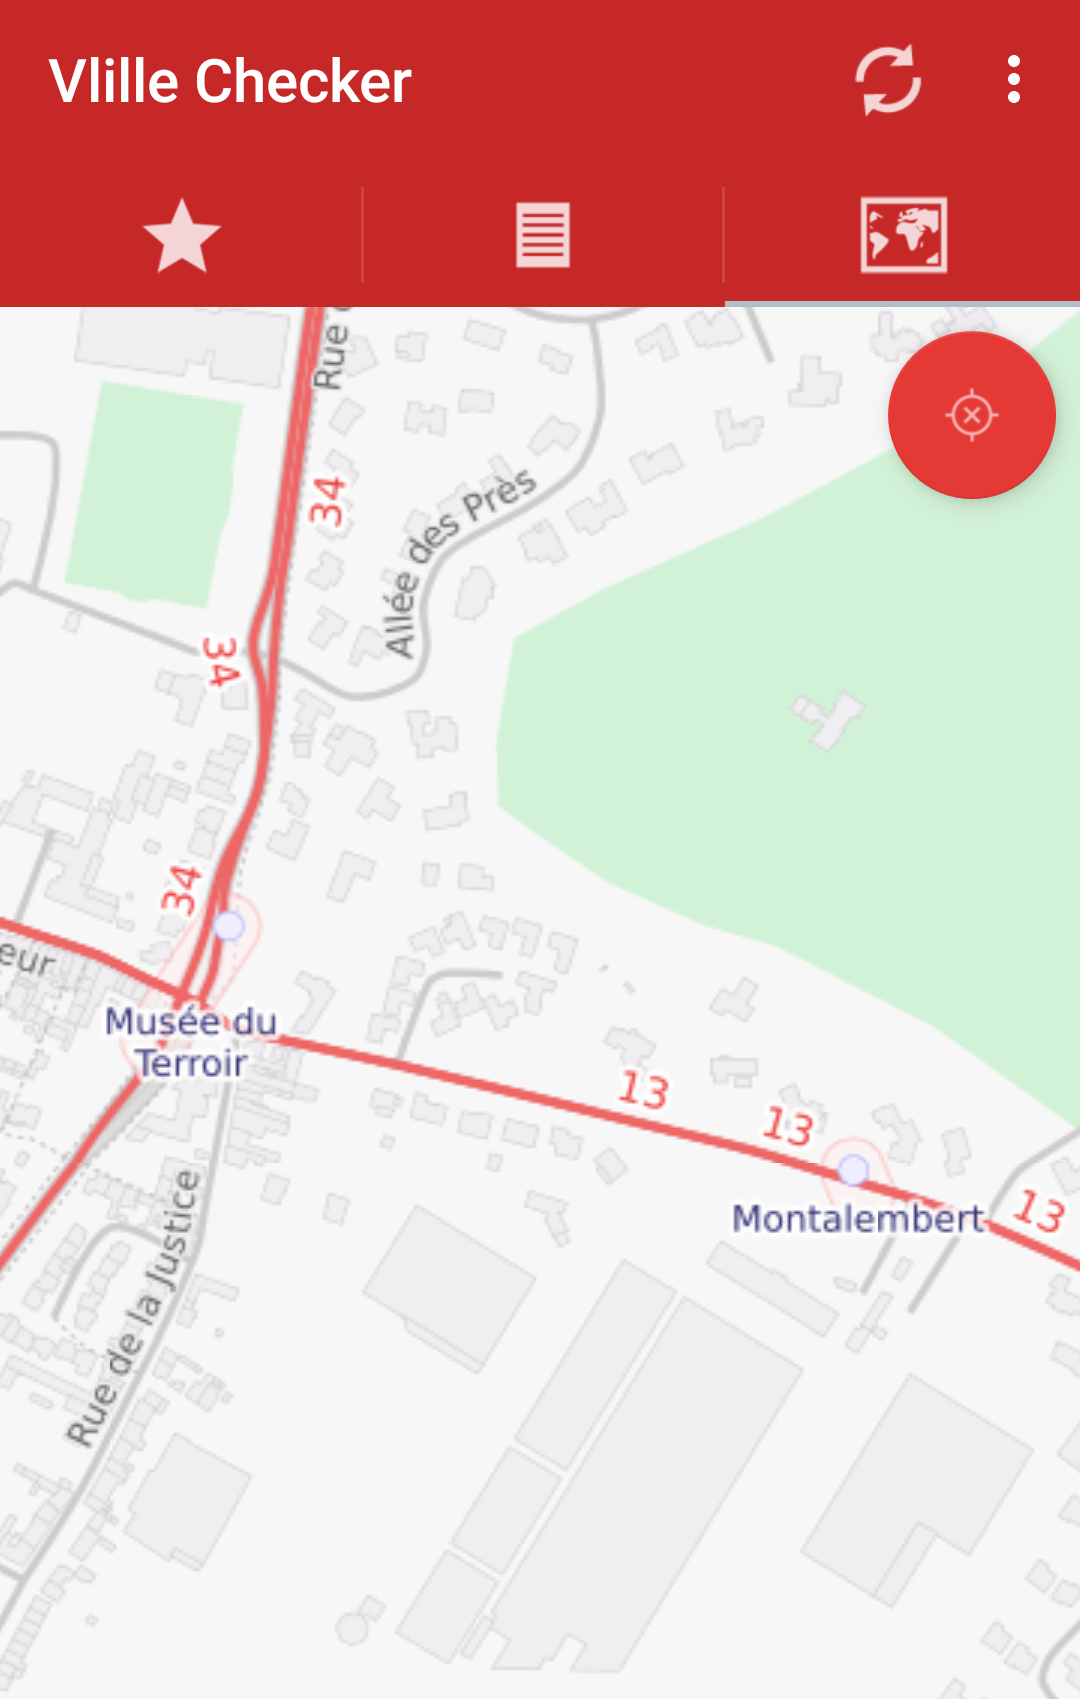 Vlille Checker
Rue
34
Allée des Près
34
34
eur
Musée du
Terroir
13
13
13
Montalembert
Rue de la Justice